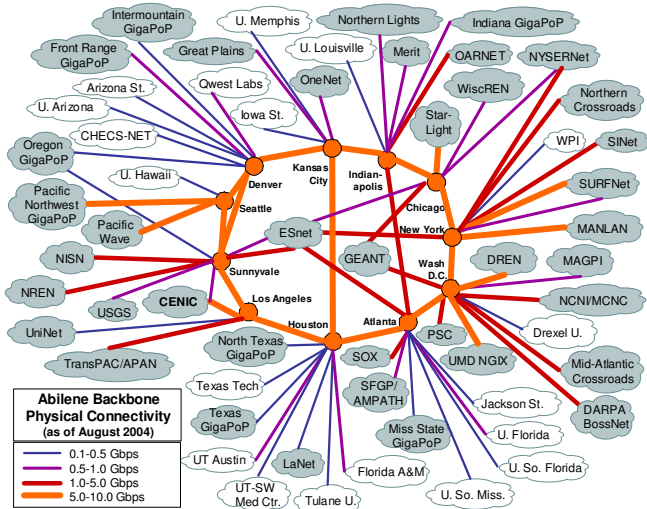 Intermountain
GigaPoP
U. Memphis
Northern Lights
Indiana GigaPoP
Front Range
GigaPoP
Great Plains
U. Louisville
Merit
OARNET
NYSERNet
Arizona St.
Qwest Labs
OneNet
WiscREN
Northern
Crossroads
U. Arizona
Iowa St.
Star-
Light
CHECS-NET
WPI
SINet
Oregon
GigaPoP
Denver
Kansas
City
Indian-
apolis
Chicago
SURFNet
U. Hawaii
Pacific
Northwest
GigaPoP
Seattle
New York
MANLAN
Pacific
Wave
ESnet
GEANT
Wash
D.C.
DREN
MAGPI
NISN
Sunnyvale
NREN
USGS
CENIC
Los Angeles
NCNI/MCNC
UniNet
Houston
Atlanta
PSC
Drexel U.
North Texas
GigaPoP
SOX
UMD NGIX
Mid-Atlantic
Crossroads
TransPAC/APAN
Texas Tech
SFGP/
AMPATH
Jackson St.
DARPA
BossNet
Texas
GigaPoP
Miss State
GigaPoP
U. Florida
UT Austin
LaNet
Florida A&M
U. So. Florida
UT-SW
Med Ctr.
Tulane U.
U. So. Miss.
Abilene Backbone
Physical Connectivity
(as of August 2004)
0.1-0.5 Gbps
0.5-1.0 Gbps
1.0-5.0 Gbps
5.0-10.0 Gbps